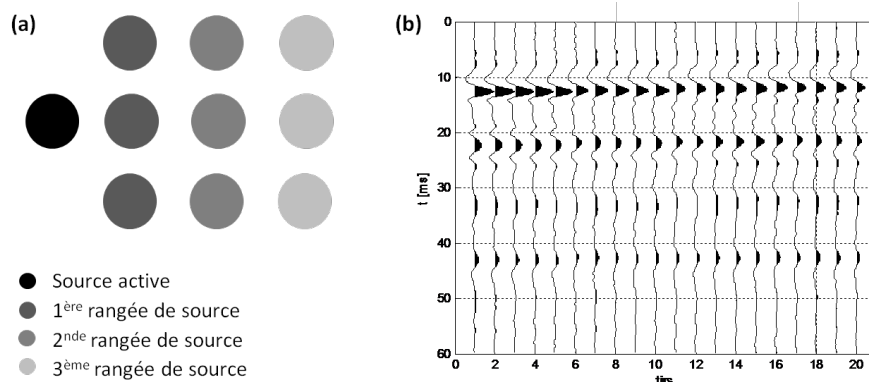 (a)
Source active
1ère rangée de source
2nde rangée de source
3ème rangée de source
(b)
0
10
20
30
40
50
60
t [ms]
0 2 4 6 8 10 12 14 16 18 20
tirs